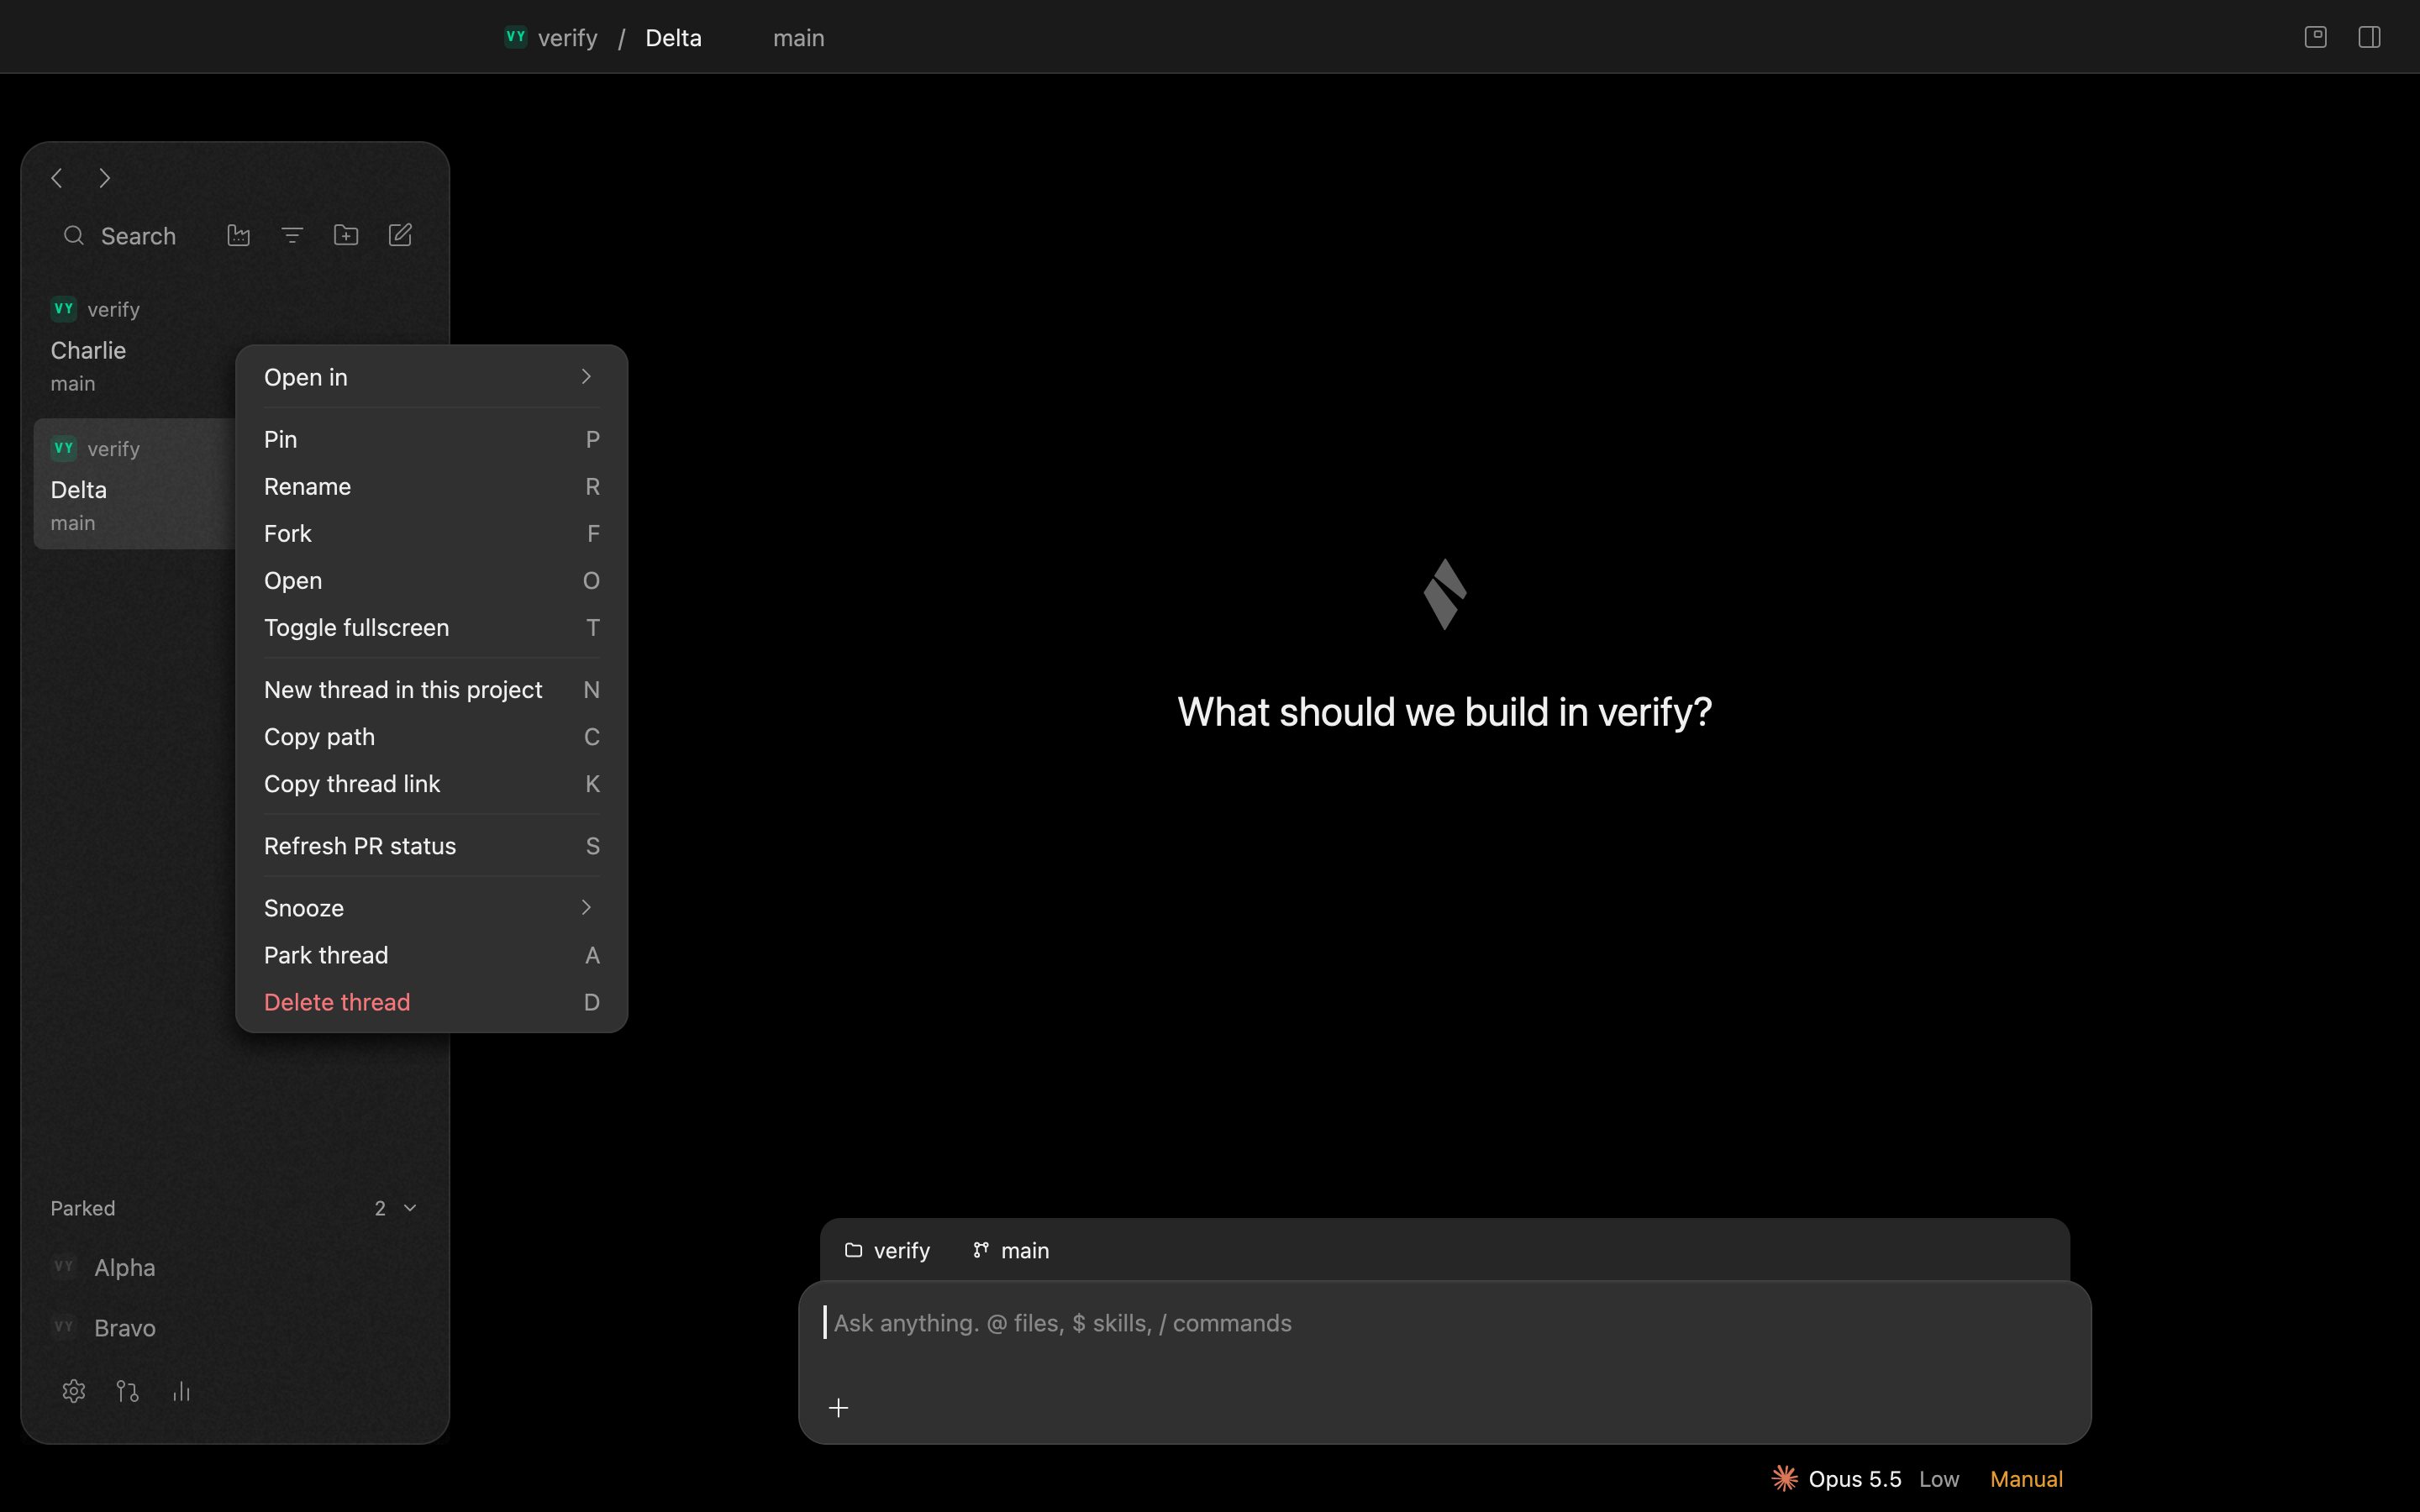 VY verify / Delta main
Search
VY verify
Charlie
main
VY verify
Delta
main
Open in
Pin P
Rename R
Fork F
Open O
Toggle fullscreen T
New thread in this project N
Copy path C
Copy thread link K
Refresh PR status S
Snooze
Park thread A
Delete thread D
Parked 2
VY Alpha
VY Bravo
What should we build in verify?
verify main
Ask anything. @ files, $ skills, / commands
Opus 5.5 Low Manual